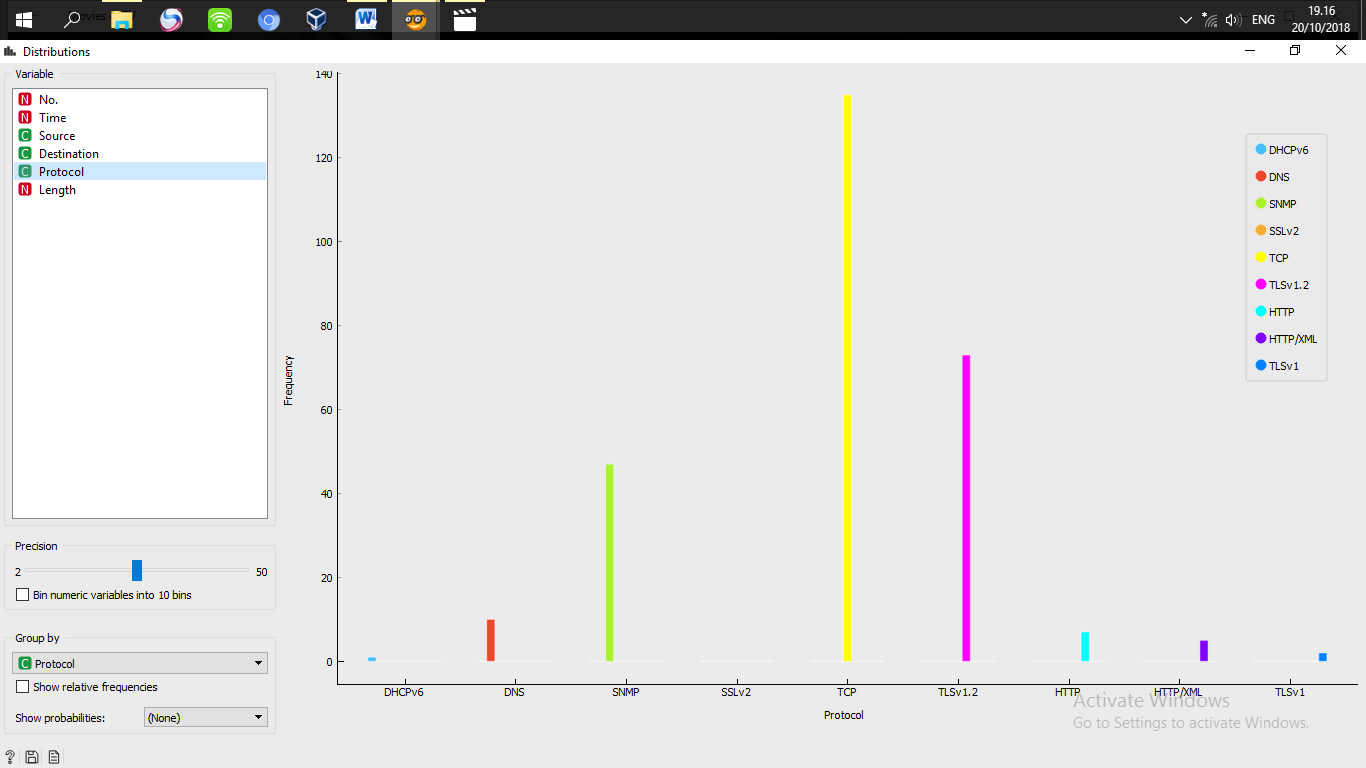 ENG
19.16
20/10/2018
Distributions
Variable
N No.
N Time
C Source
C Destination
C Protocol
N Length
Precision
2 50
Bin numeric variables into 10 bins
Group by
C Protocol
Show relative frequencies
Show probabilities: (None)
140
120
100
80
60
40
20
0
Frequency
DHCPv6 DNS SNMP SSLv2 TCP TLSv1.2 HTTP HTTP/XML TLSv1
Protocol
DHCPv6
DNS
SNMP
SSLv2
TCP
TLSv1.2
HTTP
HTTP/XML
TLSv1
Activate Windows
Go to Settings to activate Windows.